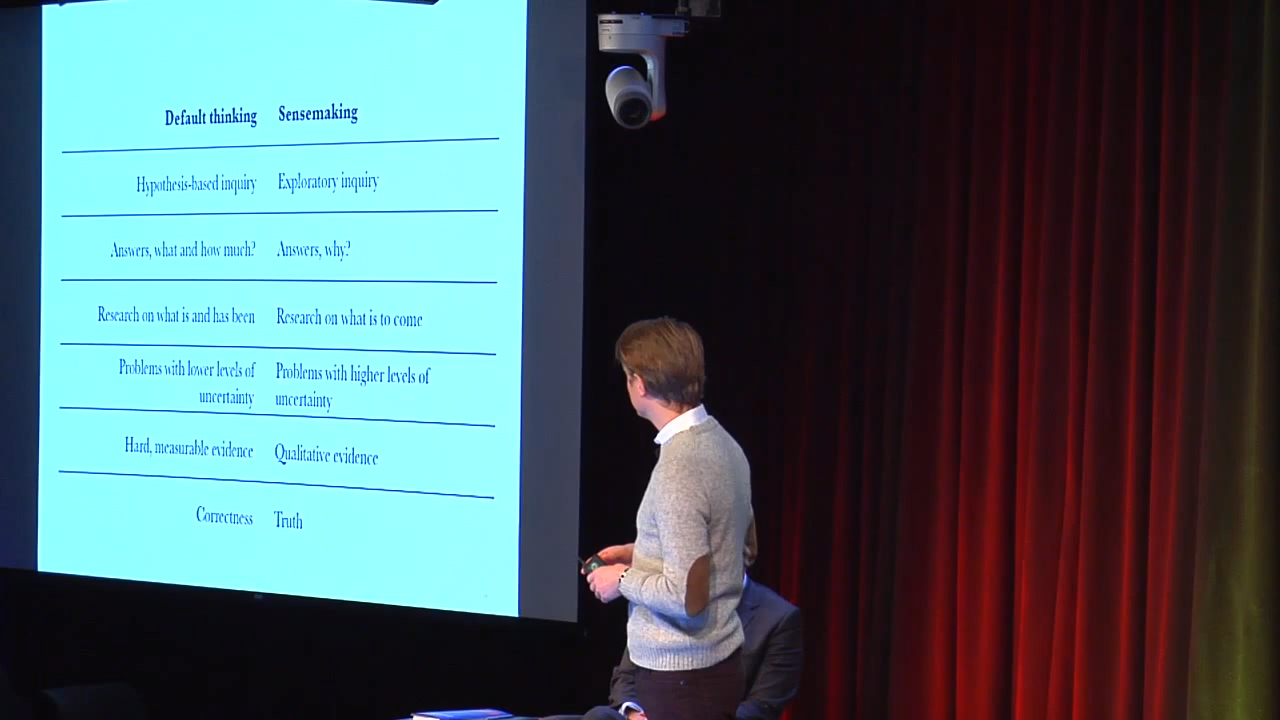 Default thinking Sensemaking
Hypothesis-based inquiry Exploratory inquiry
Answers, what and how much? Answers, why?
Research on what is and has been Research on what is to come
Problems with lower levels of Problems with higher levels of
uncertainty uncertainty
Hard, measurable evidence Qualitative evidence
Correctness Truth